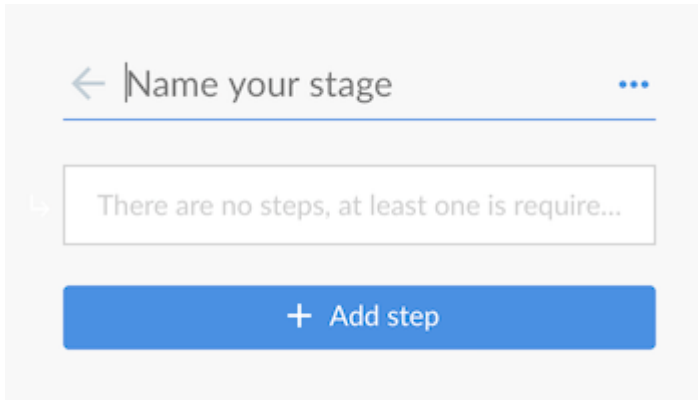 Name your stage
There are no steps, at least one is require...
+ Add step